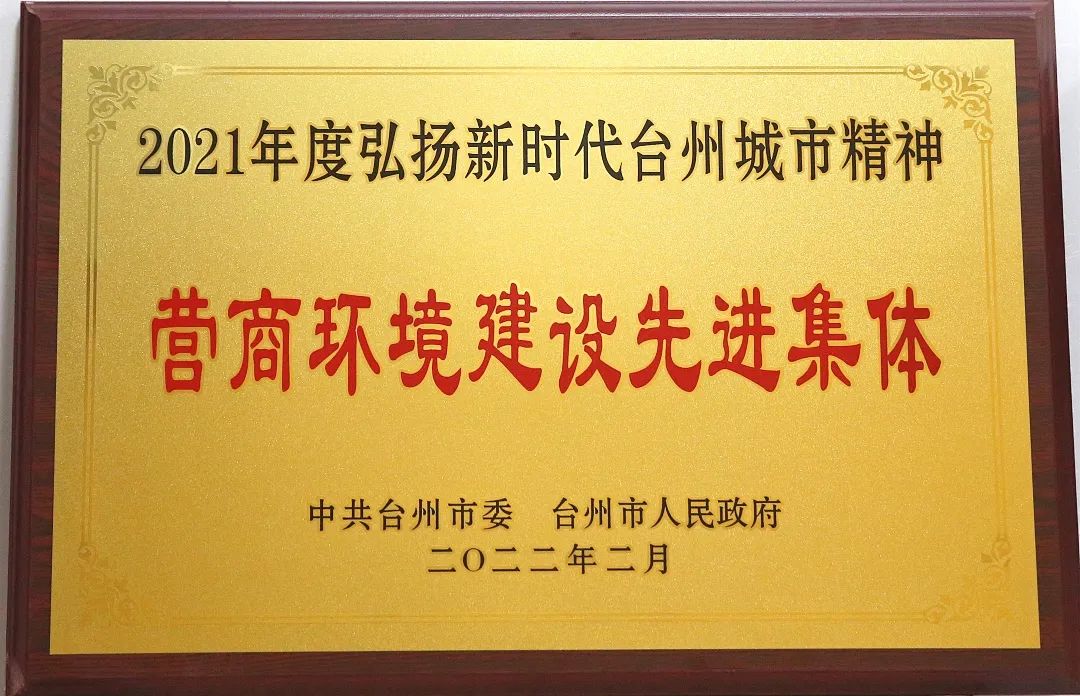 2021年度弘扬新时代台州城市精神
营商环境建设先进集体
中共台州市委 台州市人民政府
二〇二二年二月